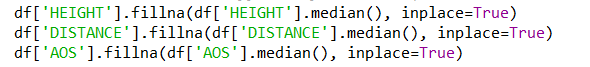 df['HEIGHT'].fillna(df['HEIGHT'].median(), inplace=True)
df['DISTANCE'].fillna(df['DISTANCE'].median(), inplace=True)
df['AOS'].fillna(df['AOS'].median(), inplace=True)